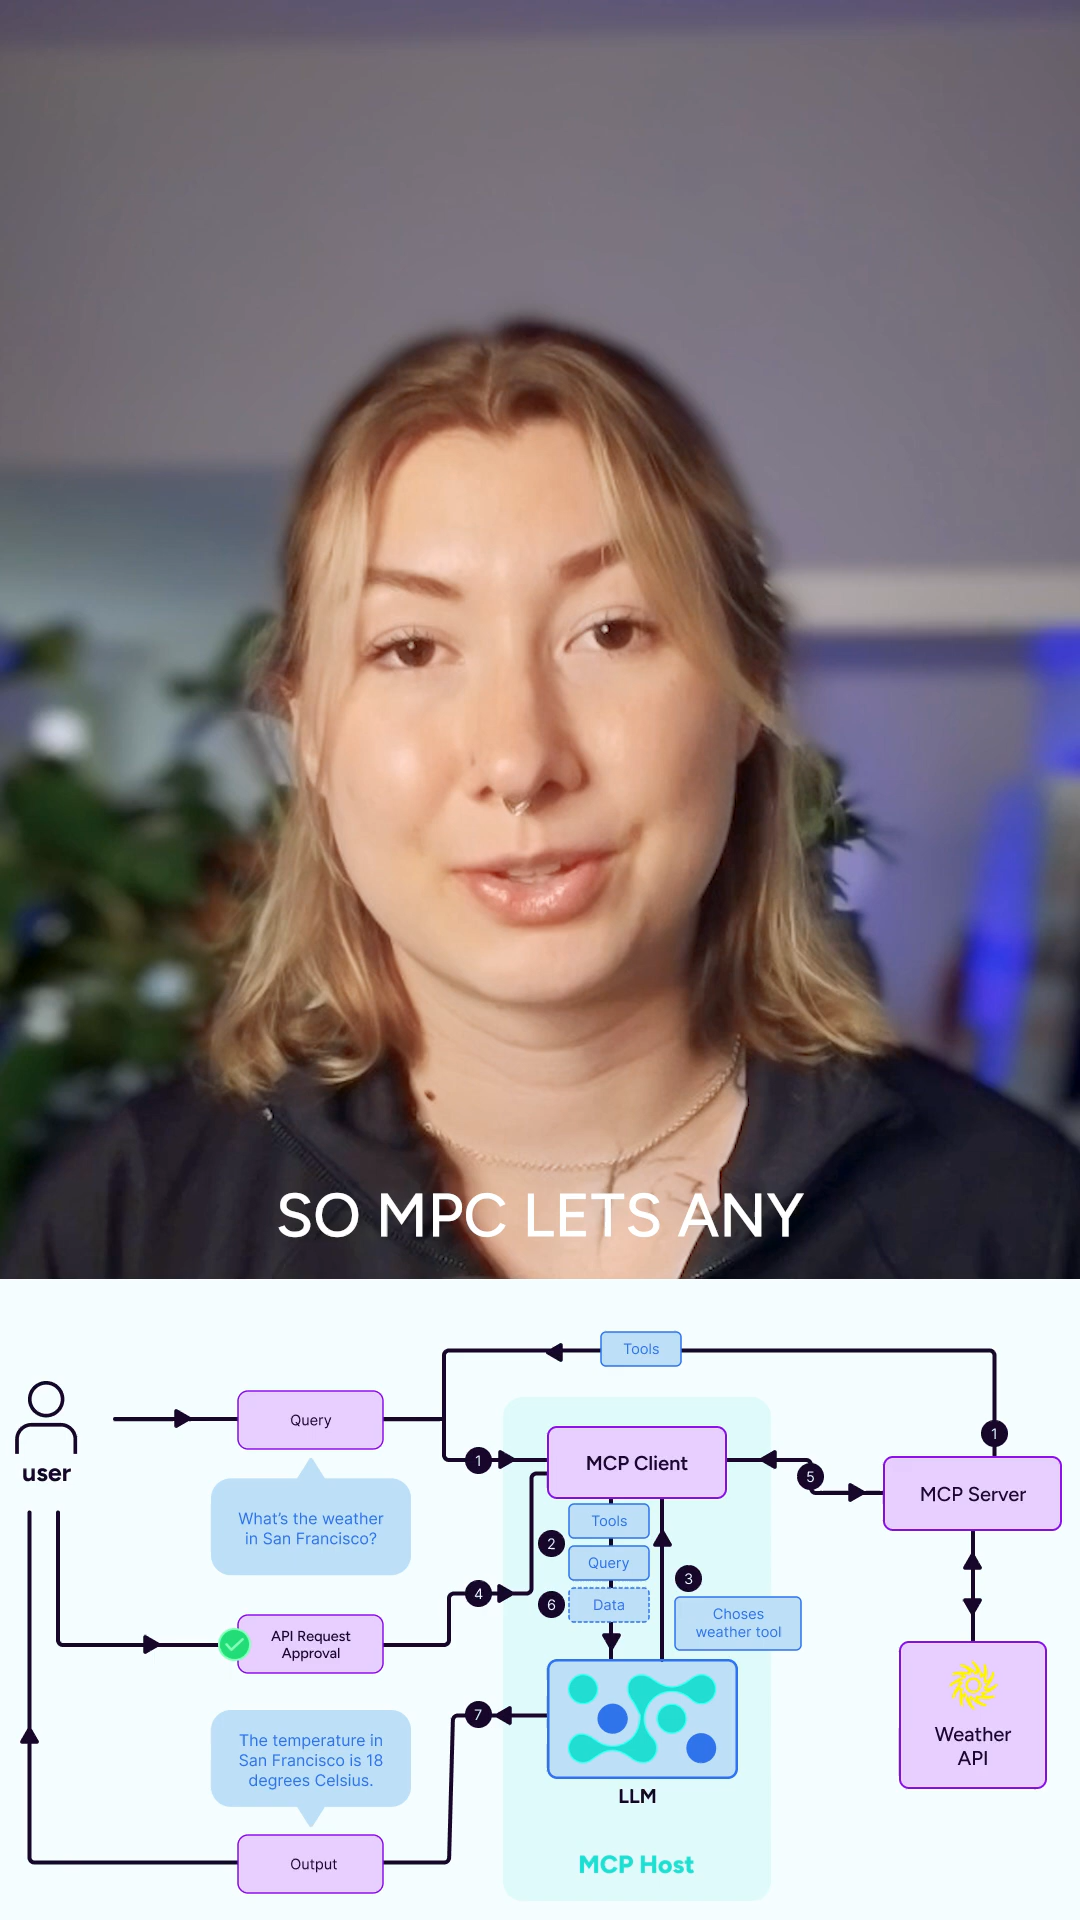 SO MPC LETS ANY
Tools
Query
user
1
MCP Client
1
5
MCP Server
What's the weather
in San Francisco?
2
Tools
Query
3
4
6
Data
Choses
weather tool
API Request
Approval
7
Weather
API
The temperature in
San Francisco is 18
degrees Celsius.
LLM
Output
MCP Host